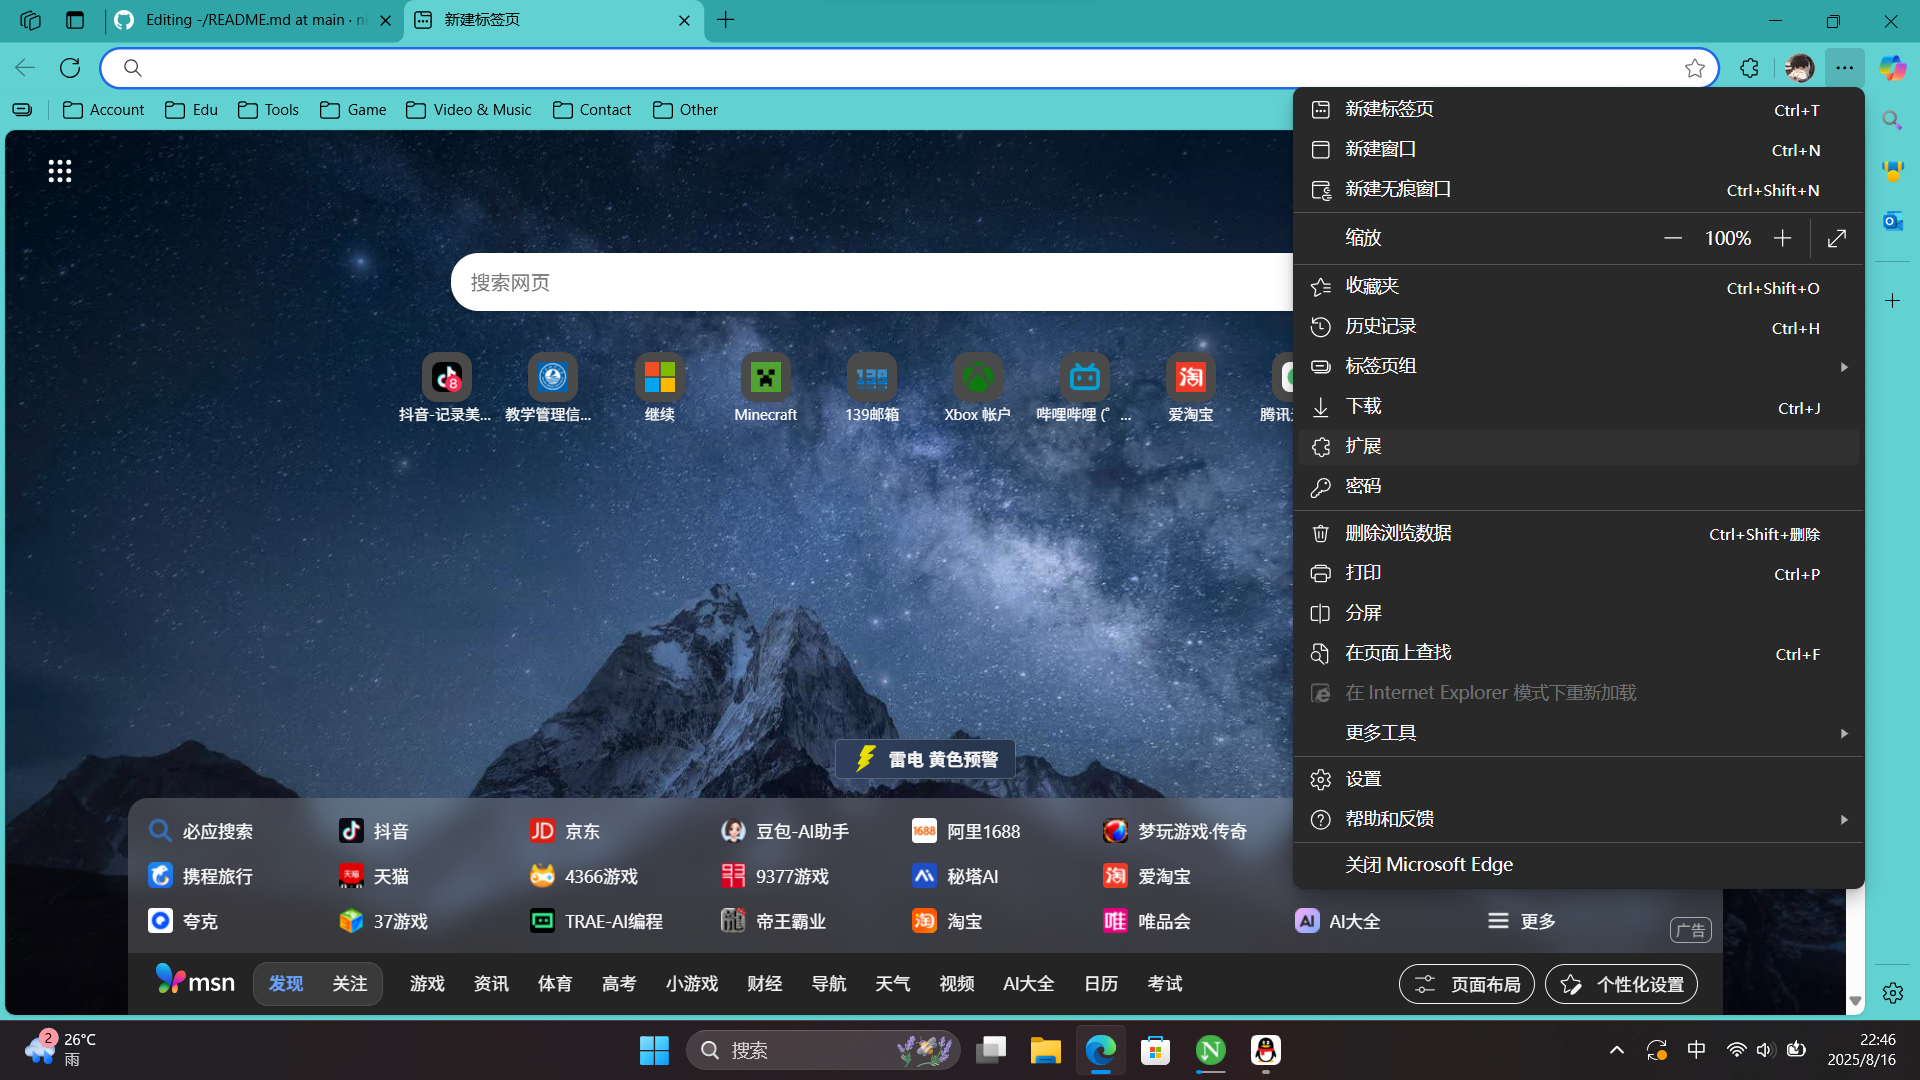 Editing -/README.md at main · ni
新建标签页
Account
Edu
Tools
Game
Video & Music
Contact
Other
搜索网页
8
抖音-记录美...
教学管理信...
继续
Minecraft
139
139邮箱
Xbox 帐户
哔哩哔哩 (゜...
淘
爱淘宝
新建标签页 Ctrl+T
新建窗口 Ctrl+N
新建无痕窗口 Ctrl+Shift+N
缩放 — 100% +
收藏夹 Ctrl+Shift+O
历史记录 Ctrl+H
标签页组
下载 Ctrl+J
扩展
密码
删除浏览数据 Ctrl+Shift+删除
打印 Ctrl+P
分屏
在页面上查找 Ctrl+F
在 Internet Explorer 模式下重新加载
更多工具
设置
帮助和反馈
关闭 Microsoft Edge
雷电 黄色预警
必应搜索
抖音
JD 京东
豆包-AI助手
1688 阿里1688
梦玩游戏·传奇
携程旅行
天猫 天猫
4366游戏
9377游戏
秘塔AI
淘 爱淘宝
夸克
37游戏
TRAE-AI编程
帝王霸业
淘 淘宝
唯 唯品会
AI AI大全
更多
广告
msn
发现
关注
游戏
资讯
体育
高考
小游戏
财经
导航
天气
视频
AI大全
日历
考试
页面布局
个性化设置
2
26°C
雨
搜索
N
中
22:46
2025/8/16